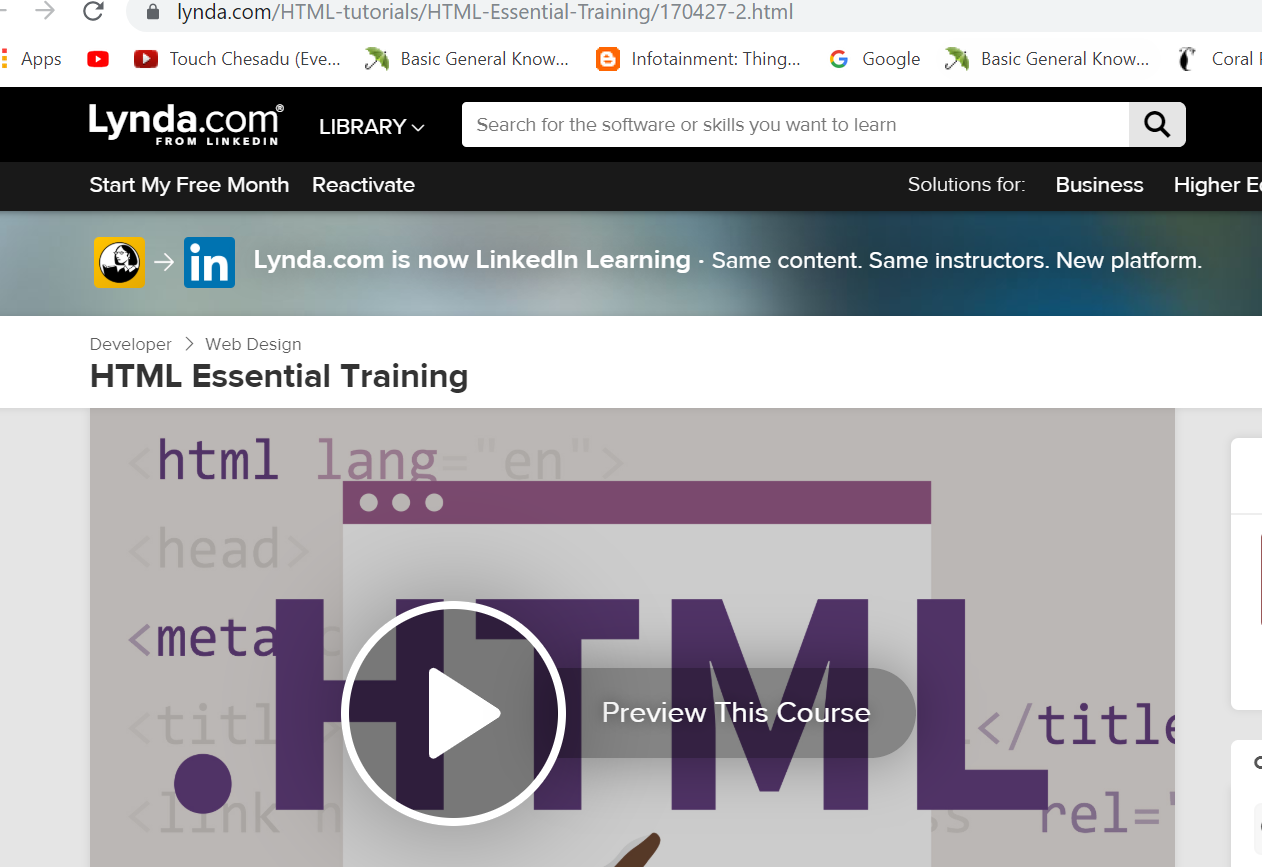 lynda.com/HTML-tutorials/HTML-Essential-Training/170427-2.html
Apps Touch Chesadu (Eve... Basic General Know... Infotainment: Thing... Google Basic General Know... Coral
Lynda.com®
FROM LINKEDIN
LIBRARY
Search for the software or skills you want to learn
Start My Free Month Reactivate Solutions for: Business Higher
in Lynda.com is now LinkedIn Learning · Same content. Same instructors. New platform.
Developer > Web Design
HTML Essential Training
<html lang="en">
<head>
<meta
.HTML
Preview This Course
<titl </title
<link rel="